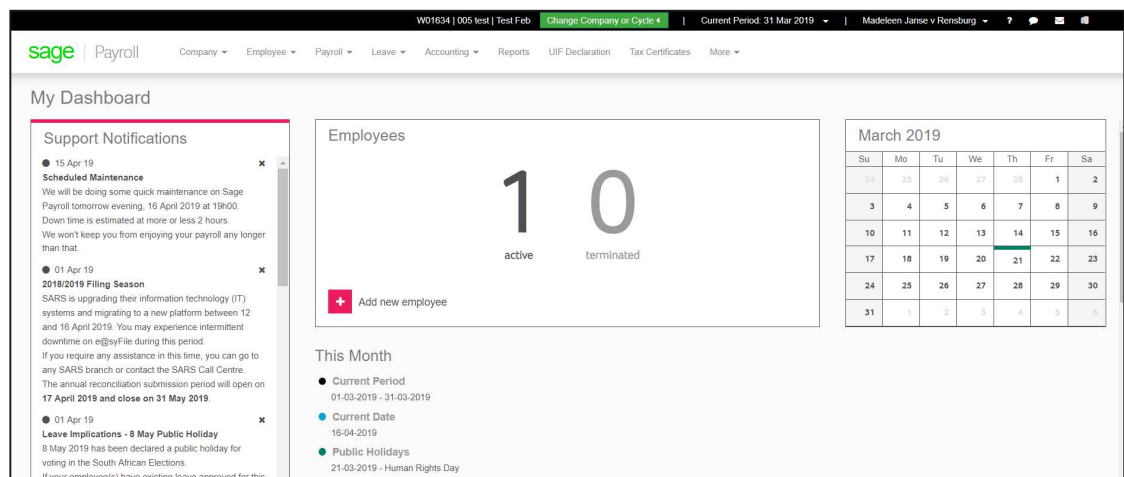 W01634 | 005 test | Test Feb Change Company or Cycle | Current Period: 31 Mar 2019 | Madeleen Janse v Rensburg ?
sage Payroll Company Employee Payroll Leave Accounting Reports UIF Declaration Tax Certificates More
My Dashboard
Support Notifications
15 Apr 19
Scheduled Maintenance
We will be doing some quick maintenance on Sage
Payroll tomorrow evening, 16 April 2019 at 19h00.
Down time is estimated at more or less 2 hours.
We won't keep you from enjoying your payroll any longer
than that.
01 Apr 19
2018/2019 Filing Season
SARS is upgrading their information technology (IT)
systems and migrating to a new platform between 12
and 16 April 2019. You may experience intermittent
downtime on e@syFile during this period.
If you require any assistance in this time, you can go to
any SARS branch or contact the SARS Call Centre.
The annual reconciliation submission period will open on
17 April 2019 and close on 31 May 2019.
01 Apr 19
Leave Implications - 8 May Public Holiday
8 May 2019 has been declared a public holiday for
voting in the South African Elections.
If your employee(s) have existing leave approved for this
Employees
1 0
active terminated
+ Add new employee
This Month
Current Period
01-03-2019 - 31-03-2019
Current Date
16-04-2019
Public Holidays
21-03-2019 - Human Rights Day
March 2019
Su Mo Tu We Th Fr Sa
24 25 26 27 28 1 2
3 4 5 6 7 8 9
10 11 12 13 14 15 16
17 18 19 20 21 22 23
24 25 26 27 28 29 30
31 1 2 3 4 5 6